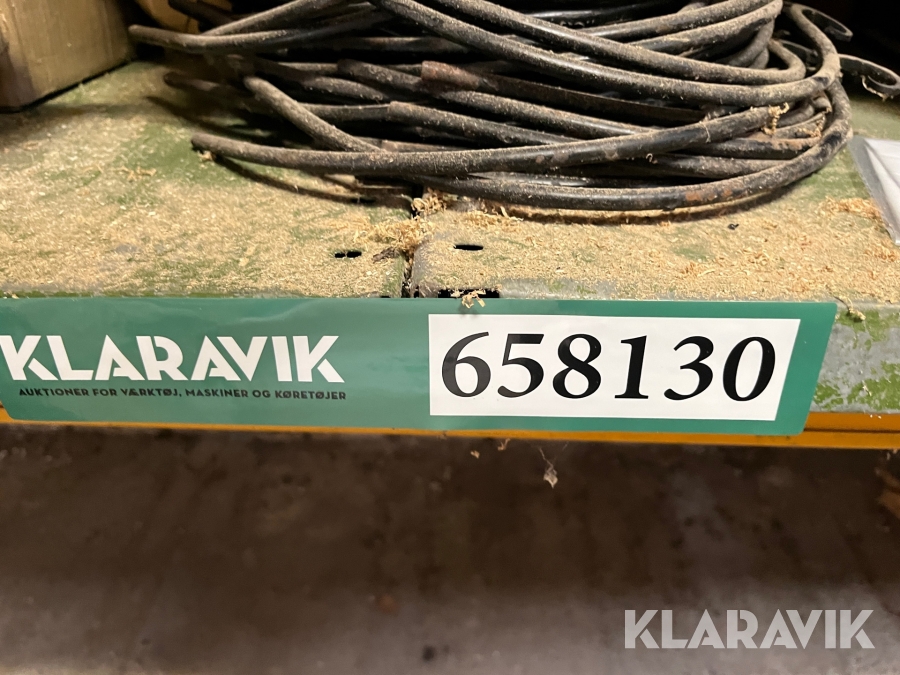 KLARAVIK
AUKTIONER FOR VÆRKTØJ, MASKINER OG KØRETØJER
658130
KLARAVIK